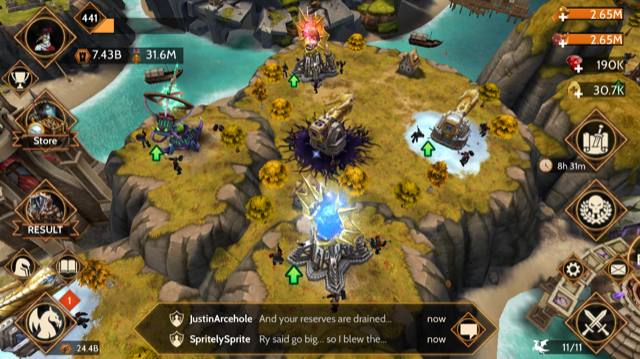 441
2.65M
7.43B
31.6M
2.65M
190K
30.7K
Store
8h 31m
RESULT
1
JustinArcehole And your reserves are drained... now
SpritelySprite Ry said go big... so I blew the... now
24.4B
11/11